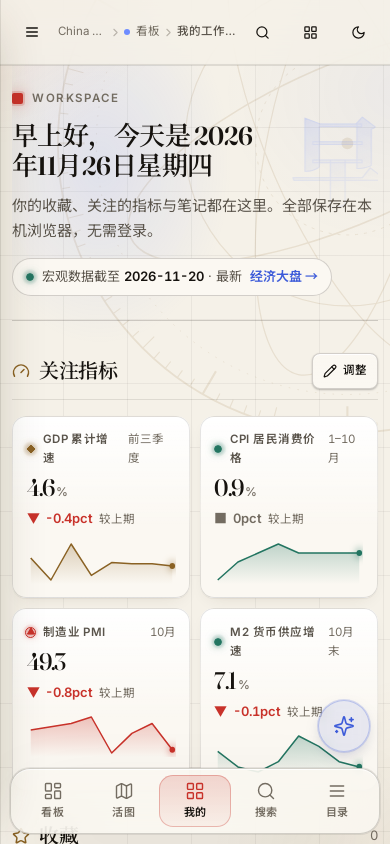 China ... > 看板 > 我的工作...
WORKSPACE
早
早上好，今天是2026
年11月26日星期四
你的收藏、关注的指标与笔记都在这里。全部保存在本
机浏览器，无需登录。
宏观数据截至 2026-11-20 · 最新 经济大盘 →
关注指标
调整
GDP 累计增
速
前三季
度
4.6%
▼ -0.4pct 较上期
CPI 居民消费价
格
1–10
月
0.9%
■ 0pct 较上期
制造业 PMI
10月
49.3
▼ -0.8pct 较上期
M2 货币供应增
速
10月
末
7.1%
▼ -0.1pct 较上期
看板
活图
我的
搜索
目录
收藏
0